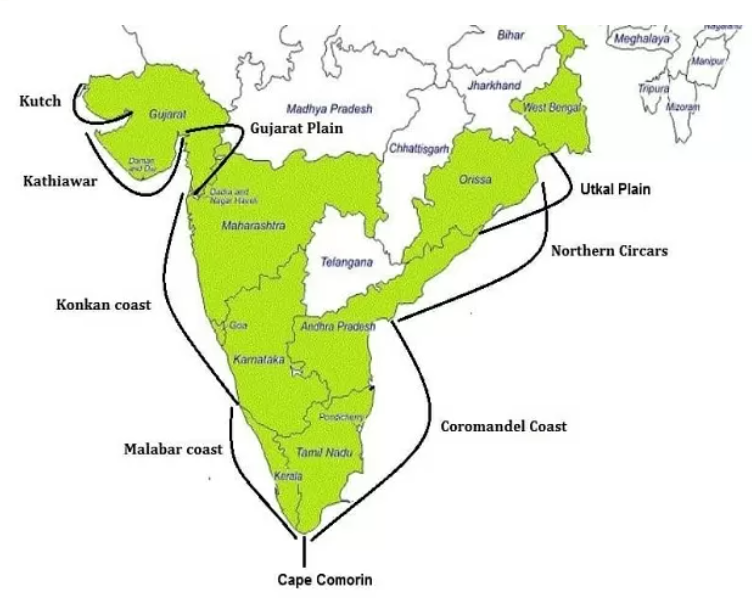 Bihar
Meghalaya
Nagaland
Manipur
Jharkhand
Tripura
Mizoram
Kutch
Gujarat
Madhya Pradesh
West Bengal
Gujarat Plain
Chhattisgarh
Daman
and Diu
Kathiawar
Orissa
Utkal Plain
Dadra and
Nagar Haveli
Maharashtra
Northern Circars
Telangana
Konkan coast
Goa
Andhra Pradesh
Karnataka
Pondicherry
Coromandel Coast
Malabar coast
Tamil Nadu
Kerala
Cape Comorin